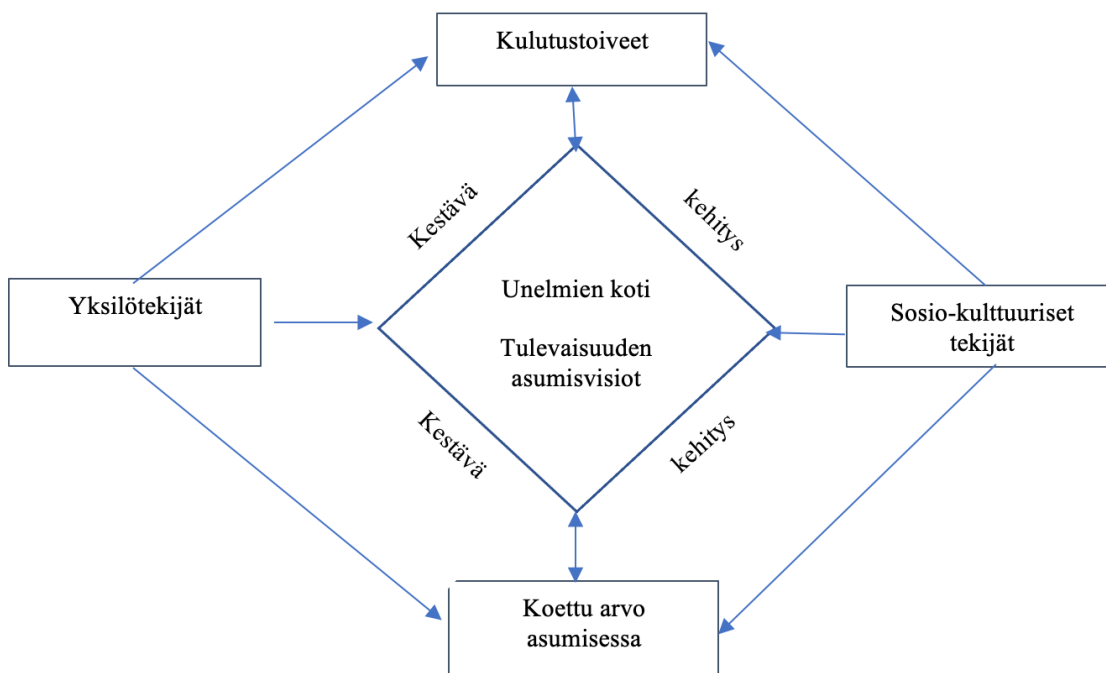 Kulutustoiveet
Kestävä
kehitys
Yksilötekijät
Unelmien koti
Tulevaisuuden
asumisvisiot
Sosio-kulttuuriset
tekijät
Kestävä
kehitys
Koettu arvo
asumisessa